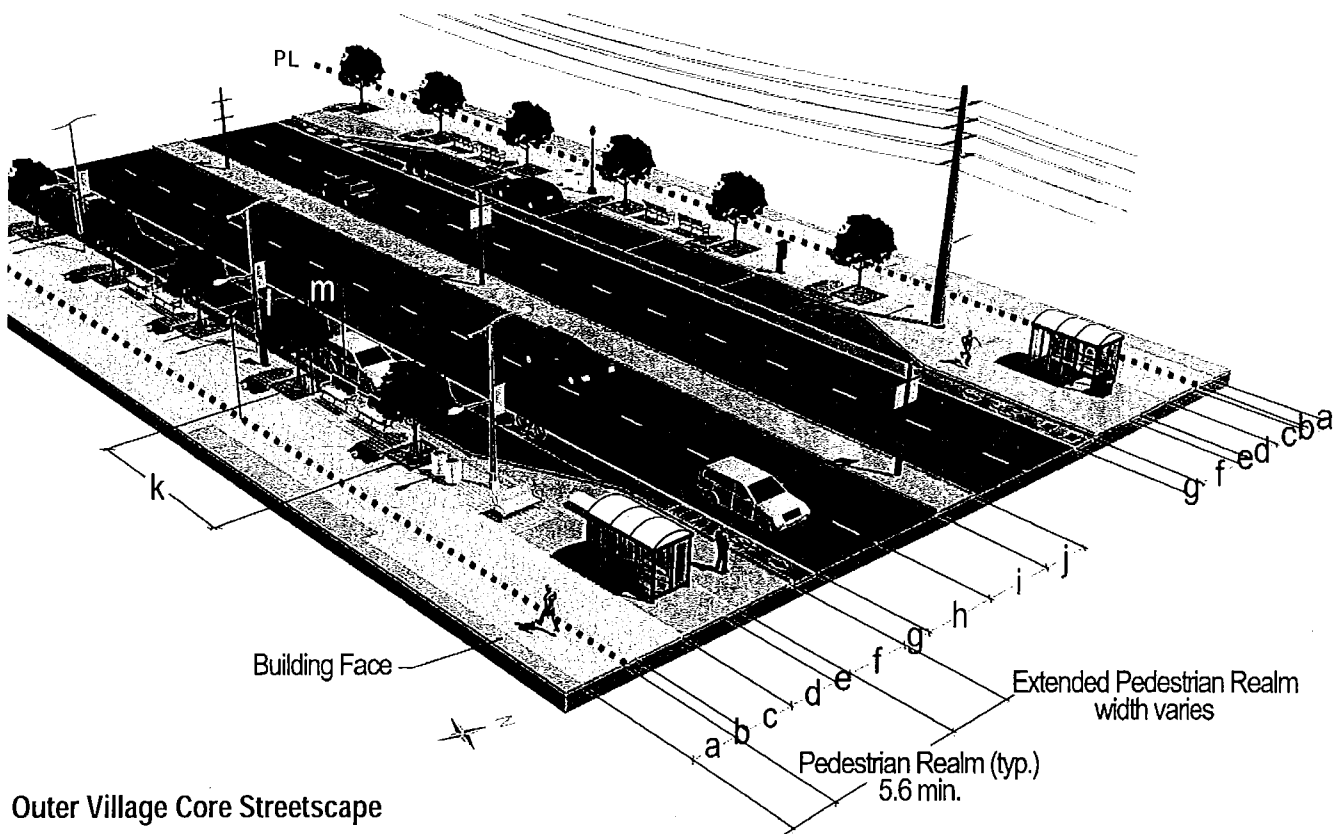 PL
l
m
k
a
b
c
d
e
f
g
g
f
e
d
c
b
a
h
i
j
Building Face
Extended Pedestrian Realm
width varies
Pedestrian Realm (typ.)
5.6 min.
N
Outer Village Core Streetscape